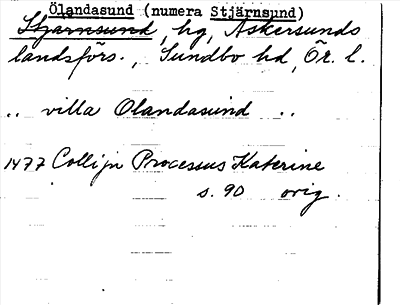 Ölandasund (numera Stjärnsund)
Stjärnsund, hg, Askersunds
landsförs., Sundbo hd, Ör. l.
.. villa Olandasund ..
1477 Collijn Processus Katerine
s. 90 orig.